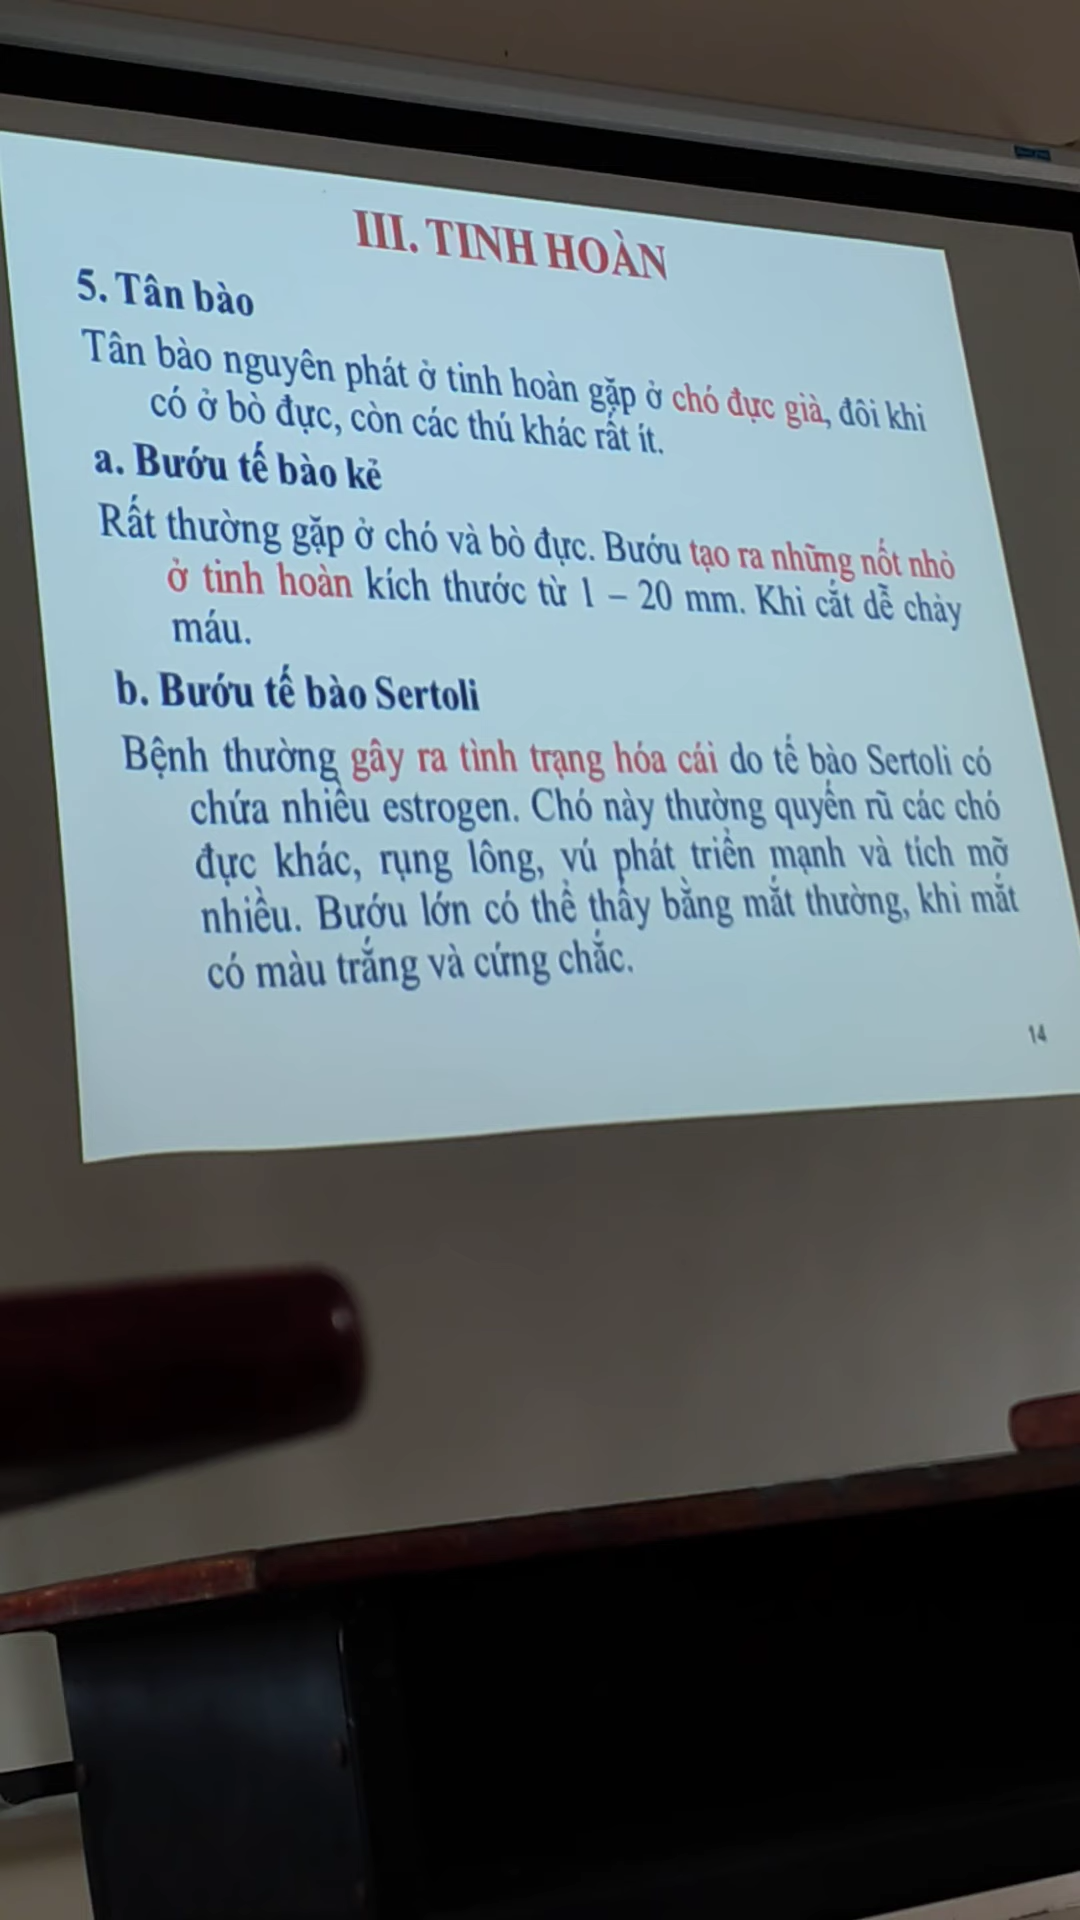 III. TINH HOÀN
5. Tân bào
Tân bào nguyên phát ở tinh hoàn gặp ở chó đực già, đôi khi
có ở bò đực, còn các thú khác rất ít.
a. Bướu tế bào kẻ
Rất thường gặp ở chó và bò đực. Bướu tạo ra những nốt nhỏ
ở tinh hoàn kích thước từ 1 – 20 mm. Khi cắt dễ chảy
máu.
b. Bướu tế bào Sertoli
Bệnh thường gây ra tình trạng hóa cái do tế bào Sertoli có
chứa nhiều estrogen. Chó này thường quyến rũ các chó
đực khác, rụng lông, vú phát triển mạnh và tích mỡ
nhiều. Bướu lớn có thể thấy bằng mắt thường, khi mắt
có màu trắng và cứng chắc.
14